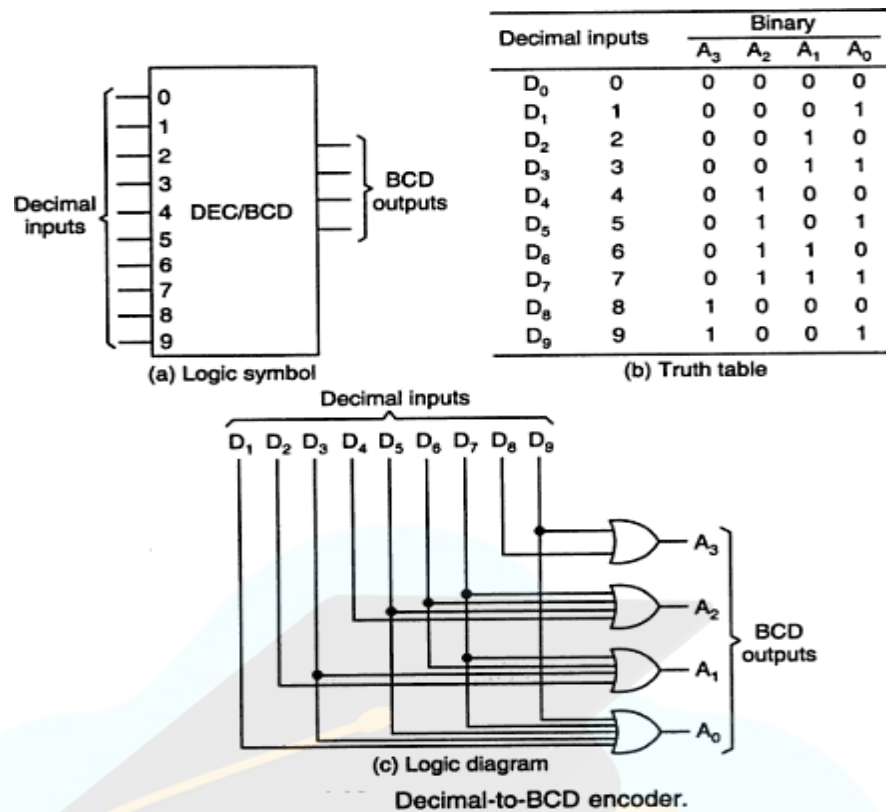 0
1
2
3
4
5
6
7
8
9
Decimal inputs
DEC/BCD
BCD outputs
(a) Logic symbol
Decimal inputs Binary
A₃ A₂ A₁ A₀
D₀ 0 0 0 0 0
D₁ 1 0 0 0 1
D₂ 2 0 0 1 0
D₃ 3 0 0 1 1
D₄ 4 0 1 0 0
D₅ 5 0 1 0 1
D₆ 6 0 1 1 0
D₇ 7 0 1 1 1
D₈ 8 1 0 0 0
D₉ 9 1 0 0 1
(b) Truth table
Decimal inputs
D₁ D₂ D₃ D₄ D₅ D₆ D₇ D₈ D₉
A₃
A₂
A₁
A₀
BCD
outputs
(c) Logic diagram
Decimal-to-BCD encoder.